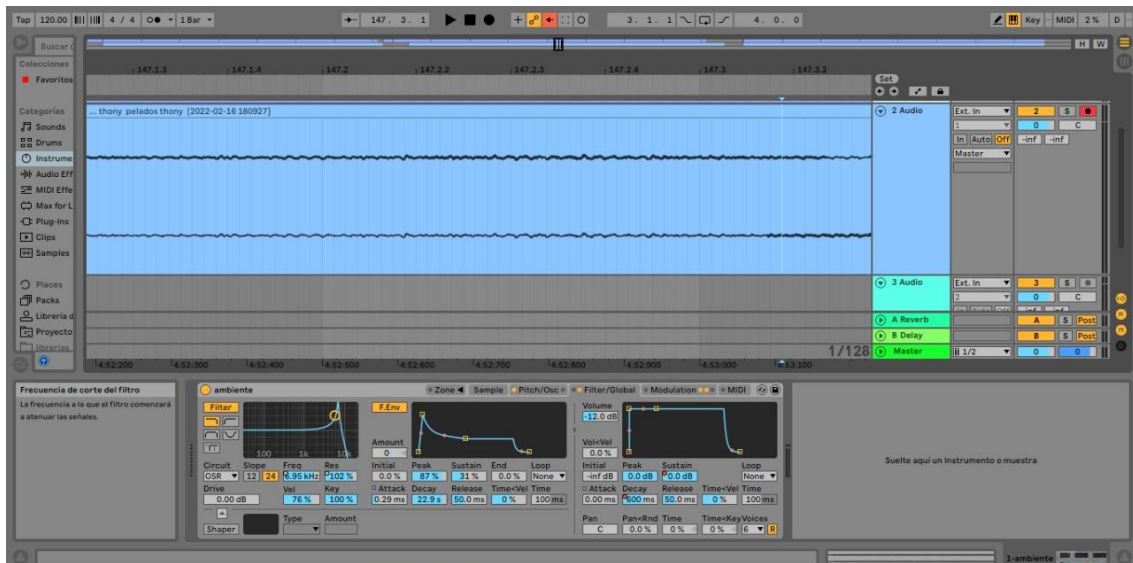 Tap 120.00 4 / 4 1 Bar 147. 3. 1 3. 1. 1 4. 0. 0 Key MIDI 2 % D
Buscar
H W
Colecciones
Favoritos
147.1.3 147.1.4 147.2 147.2.2 147.2.3 147.2.4 147.3 147.3.2
Set
Categorías
Sounds
Drums
Instrume
Audio Eff
MIDI Effe
Max for L
Plug-Ins
Clips
Samples
Places
Packs
Librería d
Proyecto
librerias
... thony pelados thony [2022-02-16 180927]
2 Audio Ext. In 2 S
1 0 C
In Auto Off -inf -inf
Master
3 Audio Ext. In 3 S
2 0 C
A Reverb A S Post
B Delay B S Post
1/128 Master 1/2 0 0
4:52:200 4:52:300 4:52:400 4:52:500 4:52:600 4:52:700 4:52:800 4:52:900 4:53:000 4:53:100
Frecuencia de corte del filtro
La frecuencia a la que el filtro comenzará
a atenuar las señales.
ambiente Zone Sample Pitch/Osc Filter/Global Modulation MIDI
Filter F.Env Volume
-12.0 dB
100 1k 10k Amount Vol<Vel
0 0.0 %
Circuit Slope Freq Res Initial Peak Sustain End Loop Initial Peak Sustain Loop
OSR 12 24 6.95 kHz 102 % 0.0 % 87 % 31 % 0.0 % None -inf dB 0.0 dB 0.0 dB None
Drive Vel Key Attack Decay Release Time<Vel Time Attack Decay Release Time<Vel Time
0.00 dB 76 % 100 % 0.29 ms 22.9 s 50.0 ms 0 % 100 ms 0.00 ms 600 ms 50.0 ms 0 % 100 ms
Type Amount Pan Pan<Rnd Time Time<Key Voices
Shaper C 0.0 % 0 % 0 % 6 R
Suelte aquí un Instrumento o muestra
1-ambiente